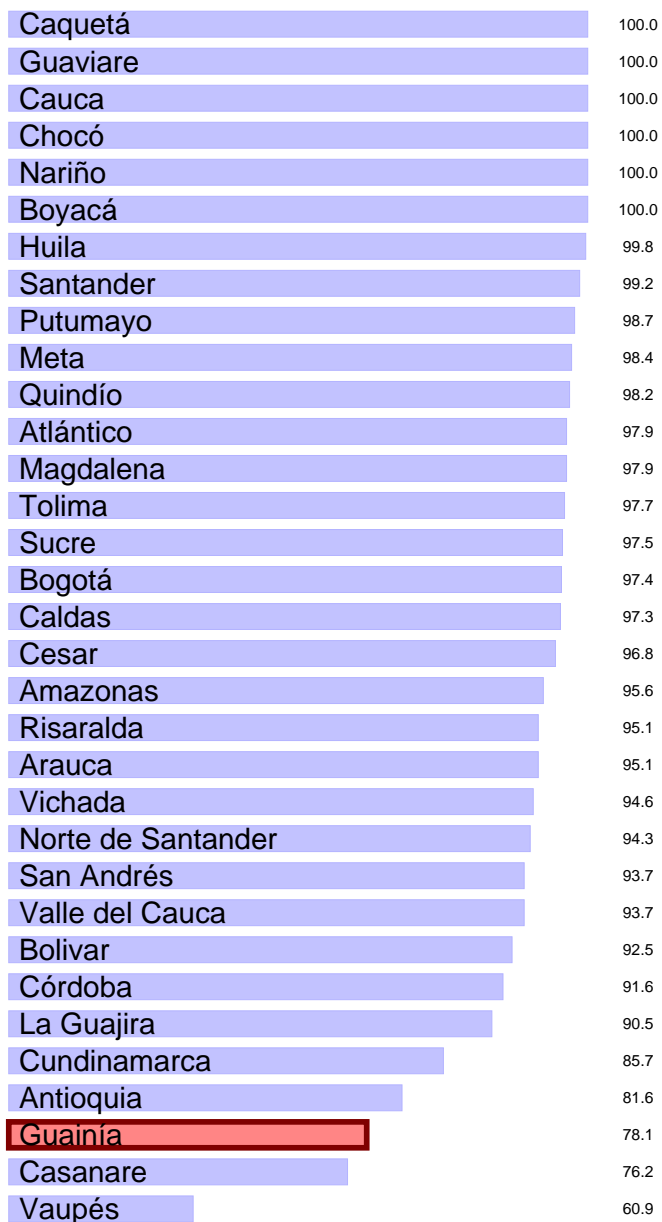 Caquetá 100.0
Guaviare 100.0
Cauca 100.0
Chocó 100.0
Nariño 100.0
Boyacá 100.0
Huila 99.8
Santander 99.2
Putumayo 98.7
Meta 98.4
Quindío 98.2
Atlántico 97.9
Magdalena 97.9
Tolima 97.7
Sucre 97.5
Bogotá 97.4
Caldas 97.3
Cesar 96.8
Amazonas 95.6
Risaralda 95.1
Arauca 95.1
Vichada 94.6
Norte de Santander 94.3
San Andrés 93.7
Valle del Cauca 93.7
Bolivar 92.5
Córdoba 91.6
La Guajira 90.5
Cundinamarca 85.7
Antioquia 81.6
Guainía 78.1
Casanare 76.2
Vaupés 60.9